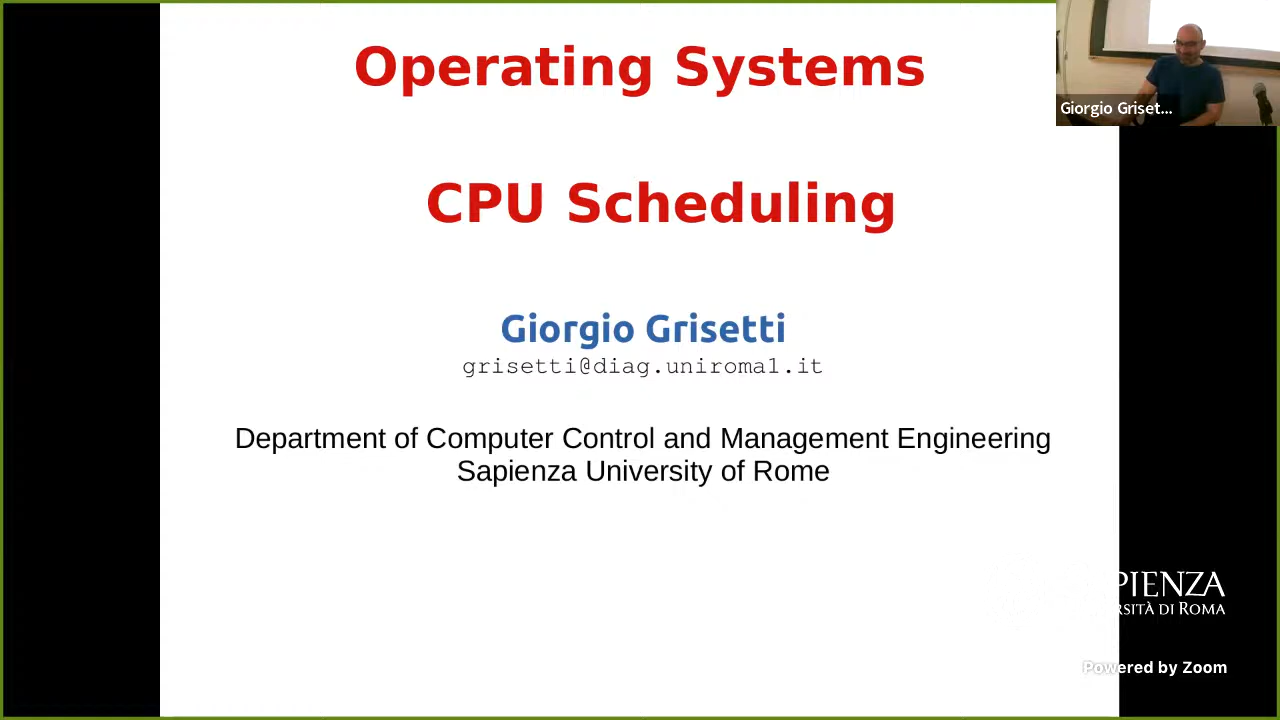 Operating Systems
CPU Scheduling
Giorgio Griset...
Giorgio Grisetti
grisetti@diag.uniroma1.it
Department of Computer Control and Management Engineering
Sapienza University of Rome
PIENZA
RSITÀ DI ROMA
Powered by Zoom